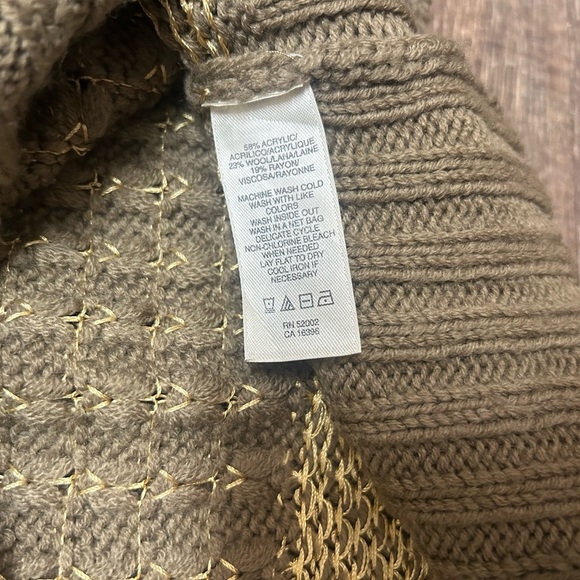 58% ACRYLIC/
ACRILICO/ACRYLIQUE
23% WOOL/LAHA/LAINE
19% RAYON/
VISCOSA/RAYONNE
MACHINE WASH COLD
WASH WITH LIKE
COLORS
WASH INSIDE OUT
WASH IN A NET BAG
DELICATE CYCLE
NON-CHLORINE BLEACH
WHEN NEEDED
LAY FLAT TO DRY
COOL IRON IF
NECESSARY
RN 52002
CA 16396